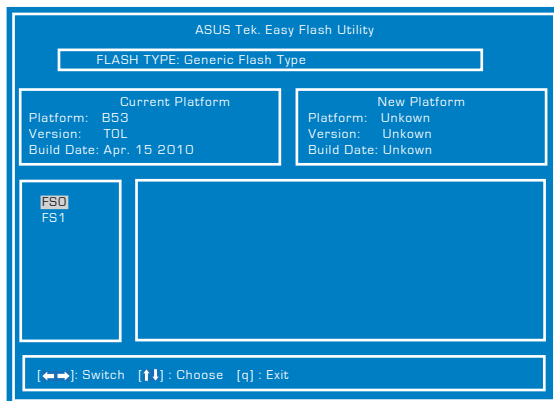 ASUS Tek. Easy Flash Utility
FLASH TYPE: Generic Flash Type
Current Platform
Platform: B53
Version: TOL
Build Date: Apr. 15 2010
New Platform
Platform: Unkown
Version: Unkown
Build Date: Unkown
FS0
FS1
[←→]: Switch [↑↓] : Choose [q] : Exit